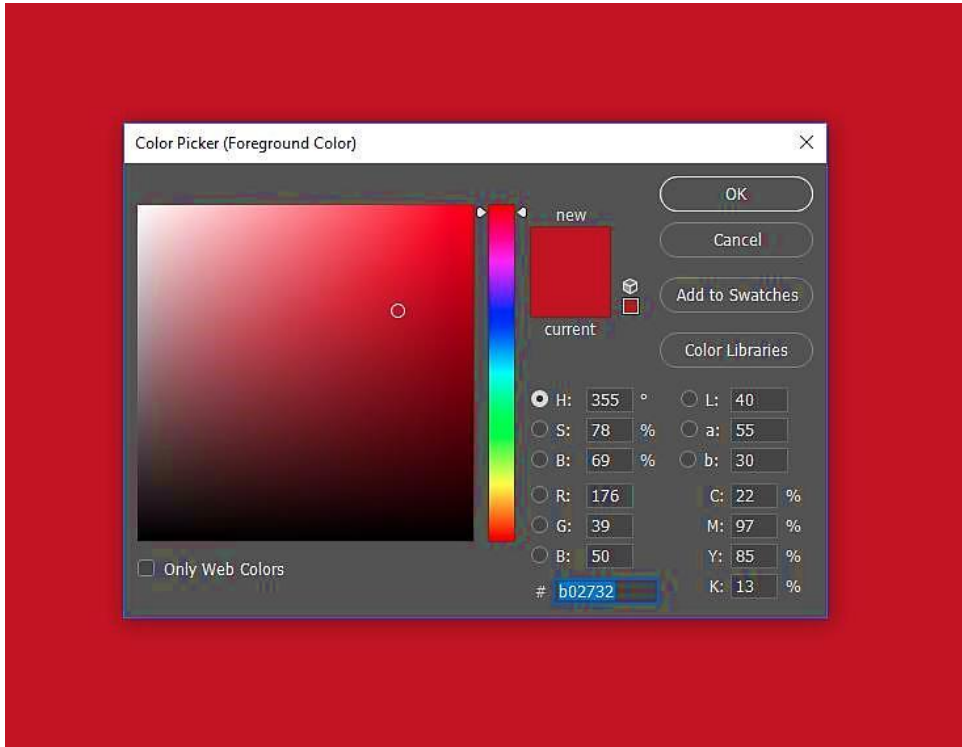 Color Picker (Foreground Color)
new
current
OK
Cancel
Add to Swatches
Color Libraries
H: 355 °
S: 78 %
B: 69 %
R: 176
G: 39
B: 50
# b02732
L: 40
a: 55
b: 30
C: 22 %
M: 97 %
Y: 85 %
K: 13 %
Only Web Colors